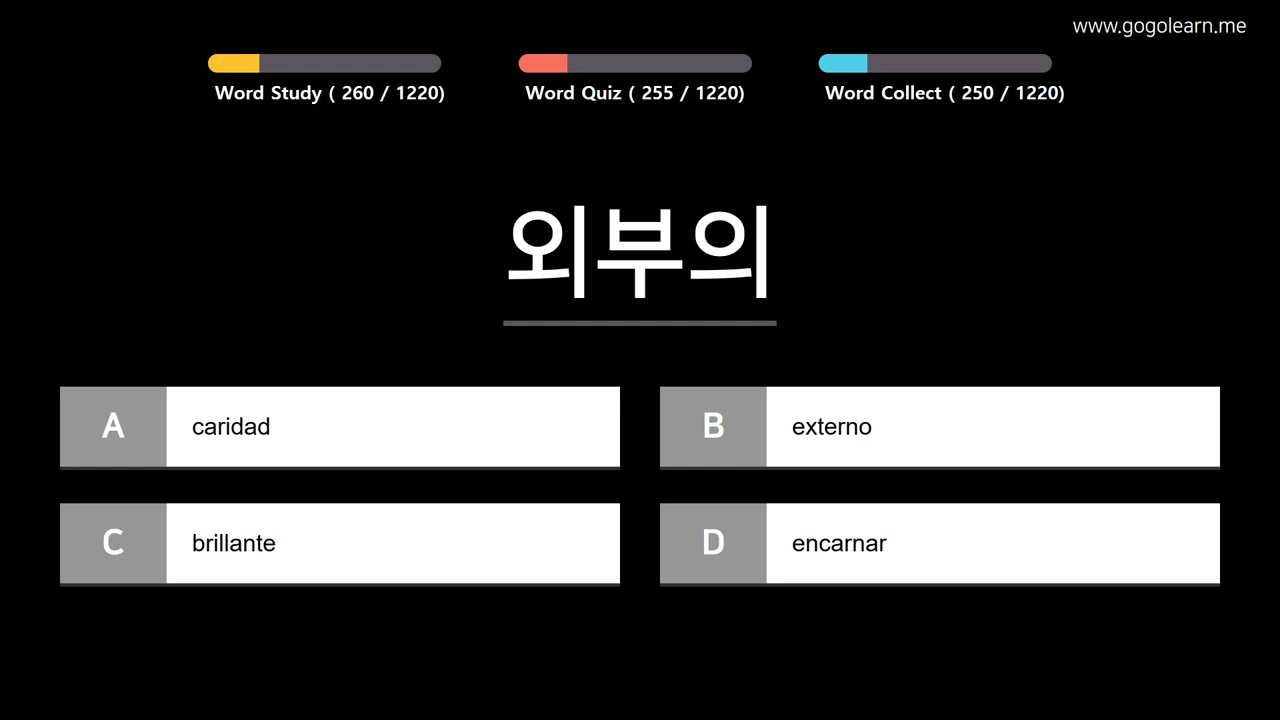 www.gogolearn.me
Word Study ( 260 / 1220)
Word Quiz ( 255 / 1220)
Word Collect ( 250 / 1220)
외부의
A caridad
B externo
C brillante
D encarnar